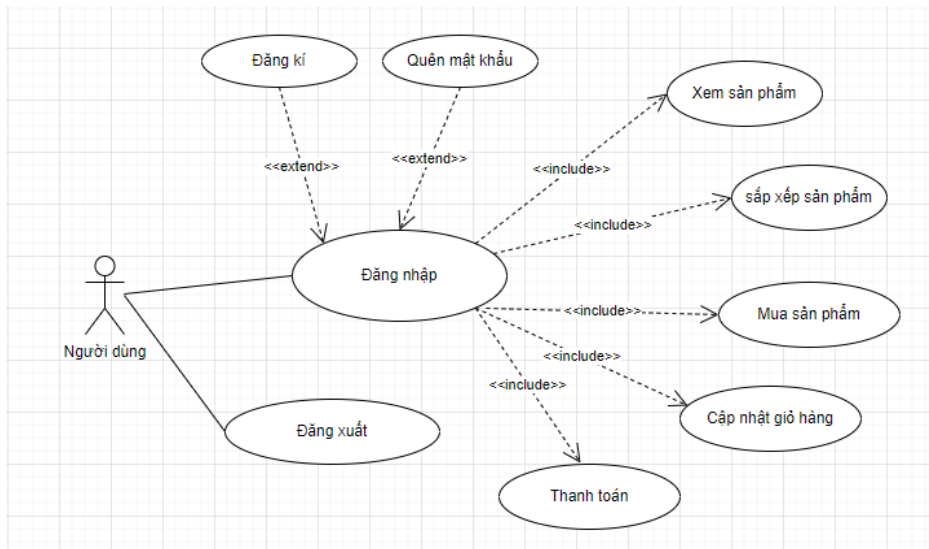 Đăng kí
Quên mật khẩu
Xem sản phẩm
<<extend>>
<<extend>>
<<include>>
sắp xếp sản phẩm
<<include>>
Đăng nhập
Người dùng
<<include>>
Mua sản phẩm
<<include>>
<<include>>
Cập nhật giỏ hàng
Đăng xuất
Thanh toán